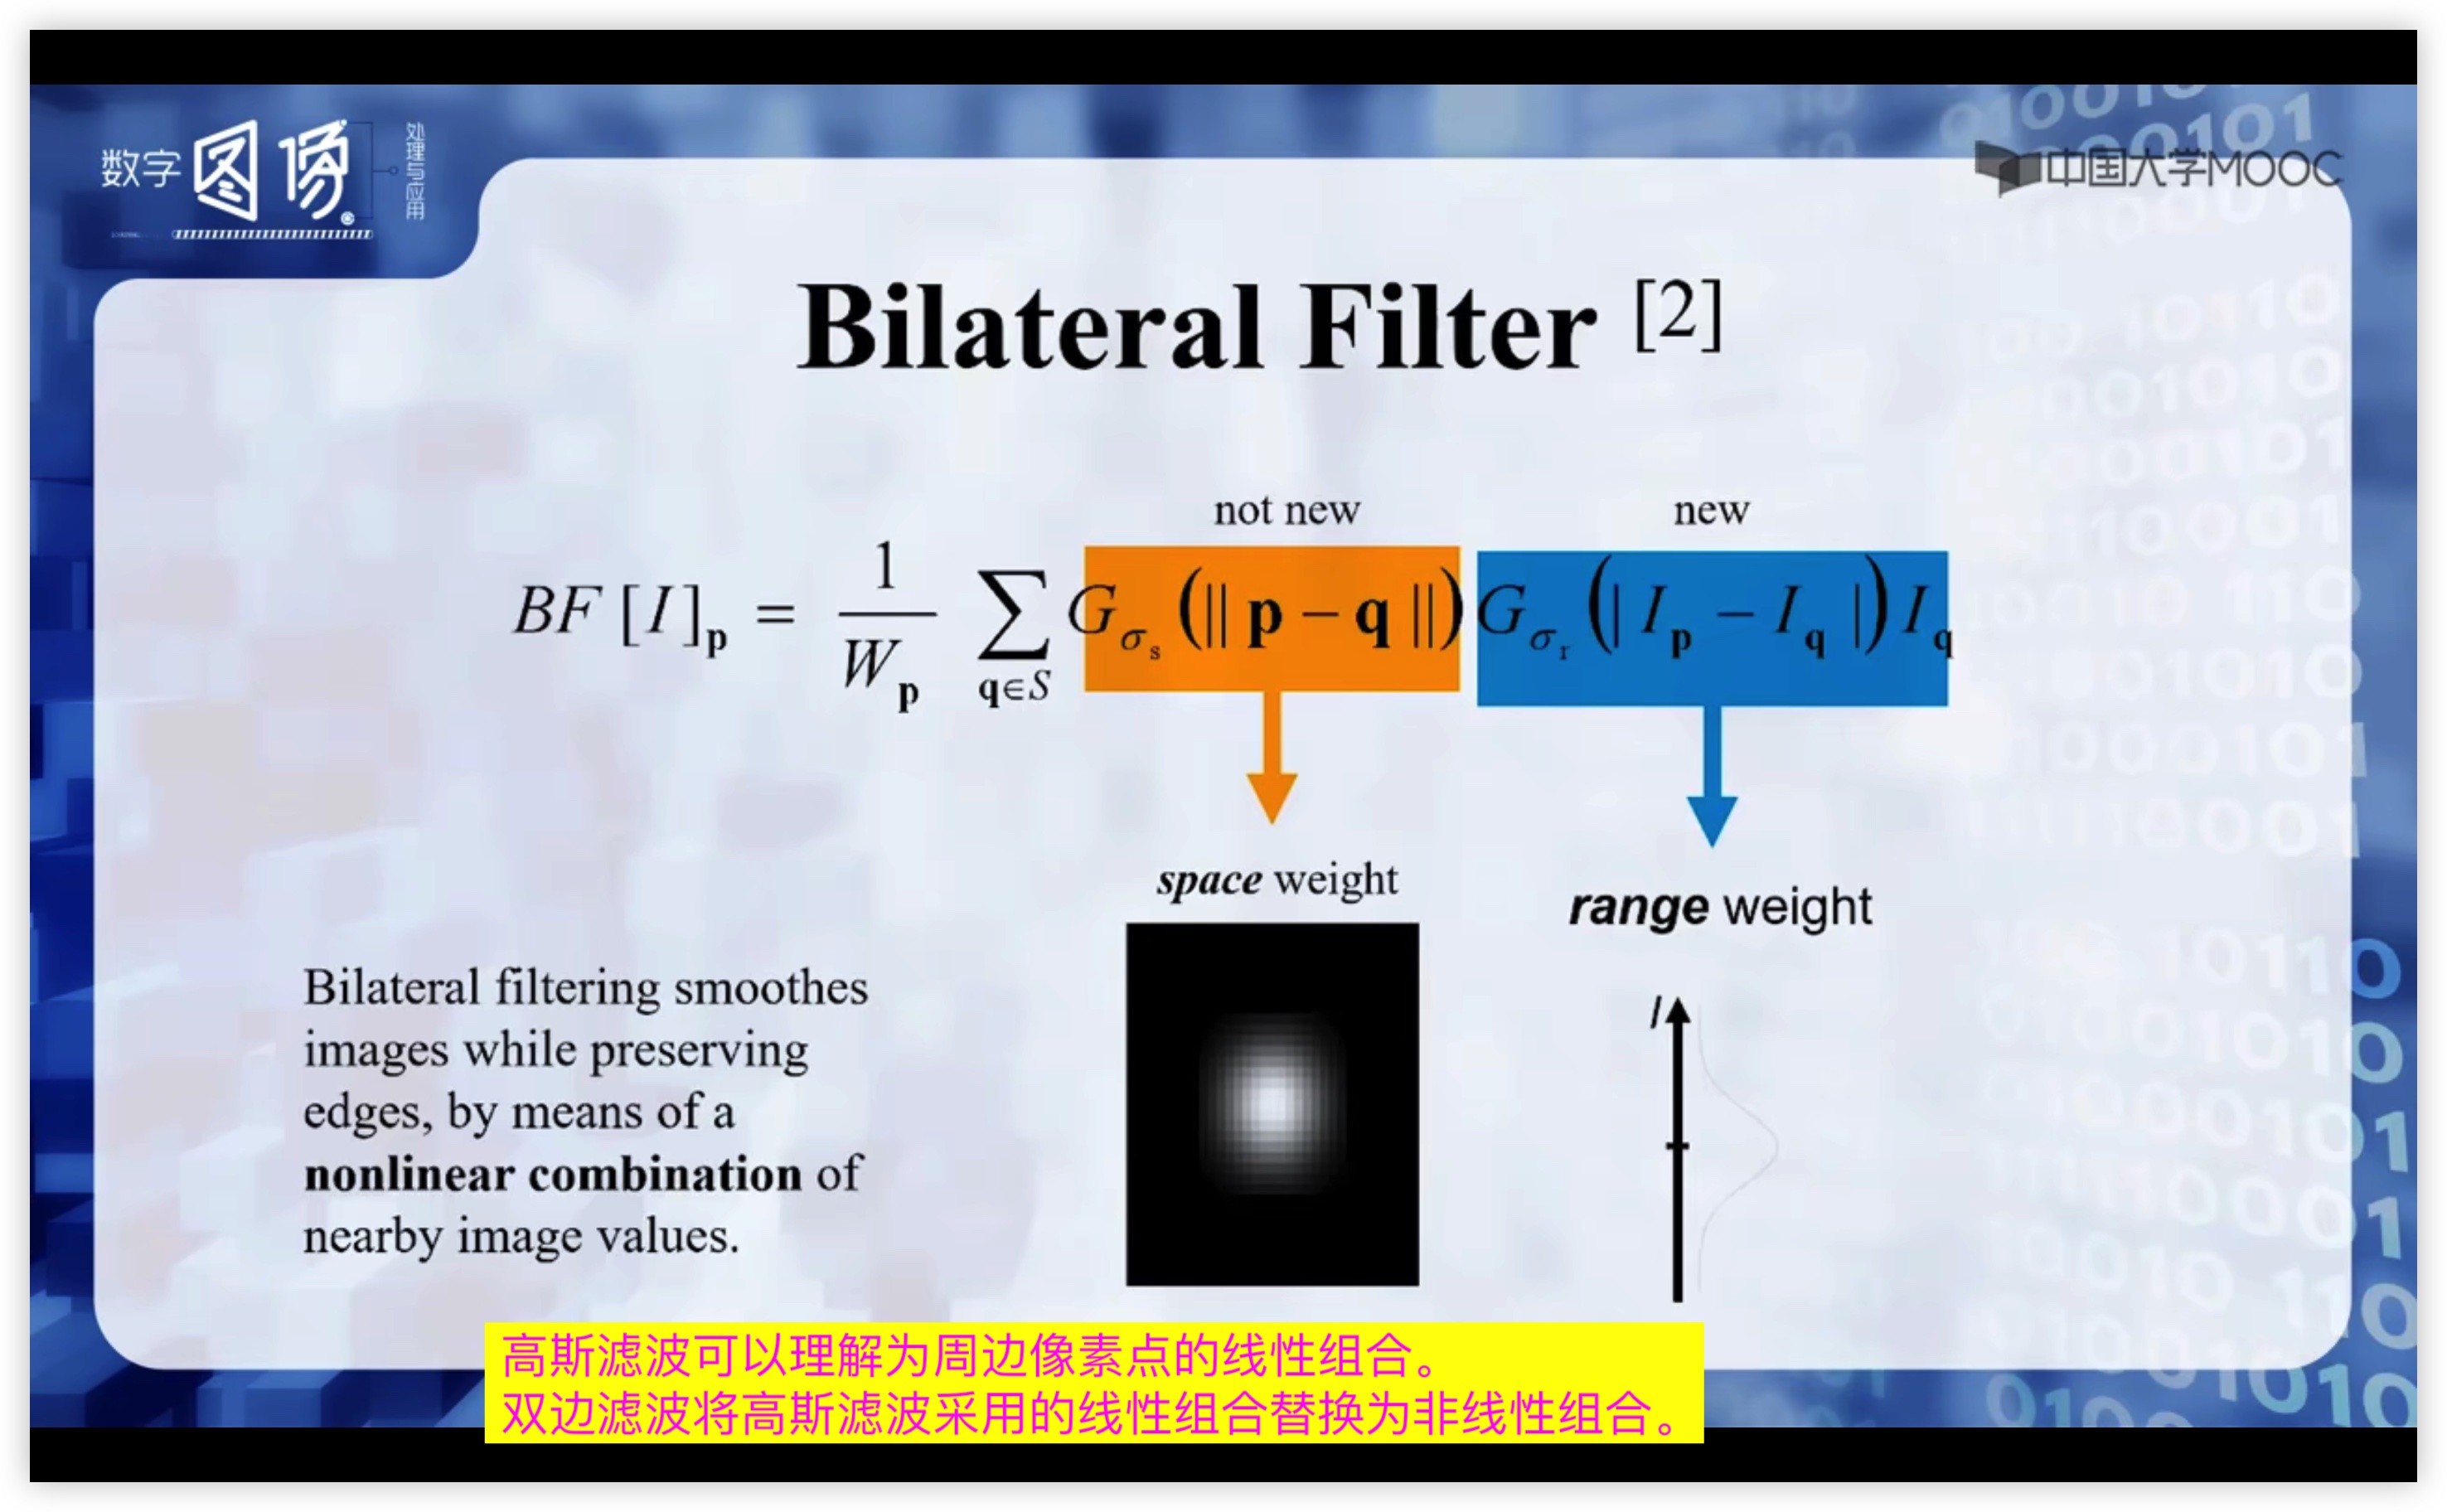 数字图像处理与应用
中国大学MOOC
Bilateral Filter [2]
not new
new
BF [I]_p = 1/W_p ∑_{q∈S} G_{σ_s} (|| p − q ||) G_{σ_r} (| I_p − I_q |) I_q
space weight
range weight
I
Bilateral filtering smoothes
images while preserving
edges, by means of a
nonlinear combination of
nearby image values.
高斯滤波可以理解为周边像素点的线性组合。
双边滤波将高斯滤波采用的线性组合替换为非线性组合。